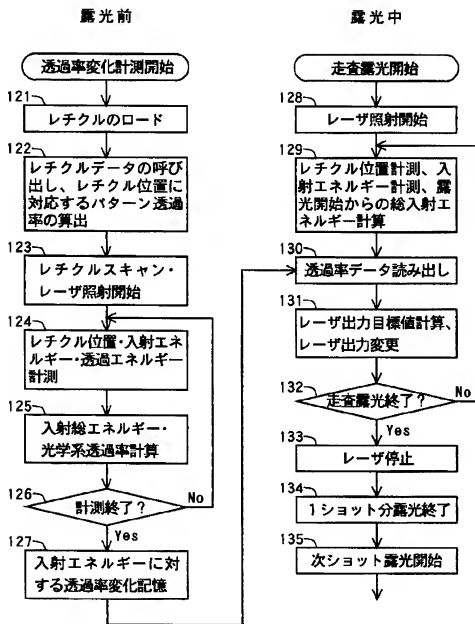 露光前
透過率変化計測開始
121
レチクルのロード
122
レチクルデータの呼び
出し、レチクル位置に
対応するパターン透過
率の算出
123
レチクルスキャン・
レーザ照射開始
124
レチクル位置・入射エネ
ルギー・透過エネルギー
計測
125
入射総エネルギー・
光学系透過率計算
126
計測終了？
No
Yes
127
入射エネルギーに対
する透過率変化記憶
露光中
走査露光開始
128
レーザ照射開始
129
レチクル位置計測、入
射エネルギー計測、露
光開始からの総入射エ
ネルギー計算
130
透過率データ読み出し
131
レーザ出力目標値計算、
レーザ出力変更
132
走査露光終了？
No
Yes
133
レーザ停止
134
１ショット分露光終了
135
次ショット露光開始